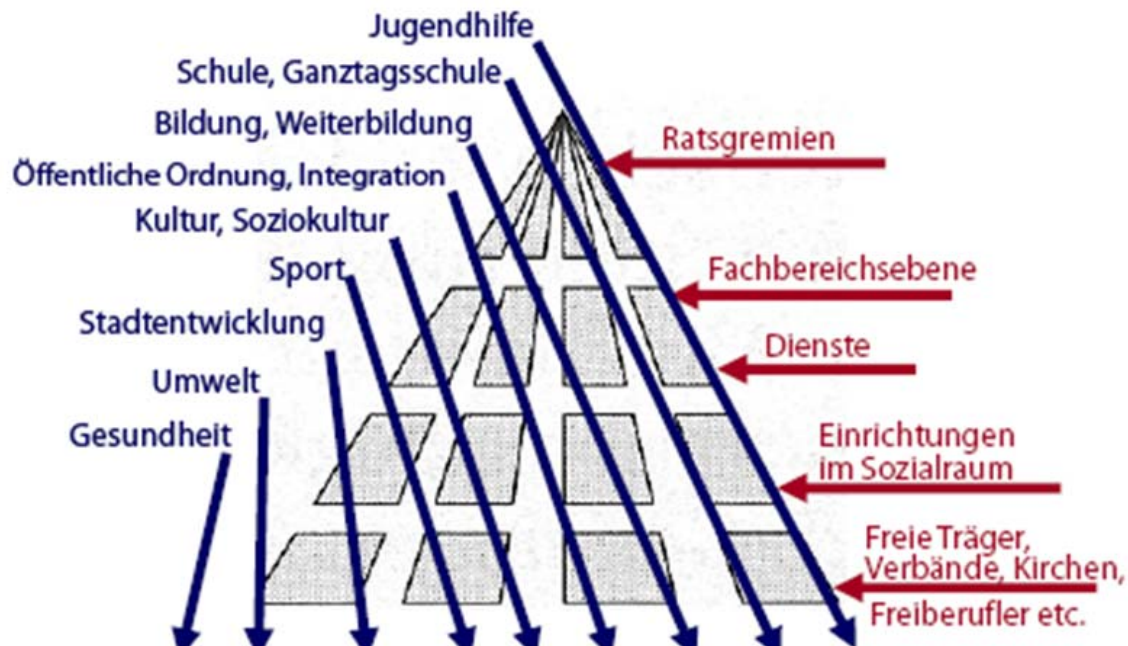 Jugendhilfe
Schule, Ganztagsschule
Bildung, Weiterbildung
Öffentliche Ordnung, Integration
Kultur, Soziokultur
Sport
Stadtentwicklung
Umwelt
Gesundheit
Ratsgremien
Fachbereichsebene
Dienste
Einrichtungen
im Sozialraum
Freie Träger,
Verbände, Kirchen,
Freiberufler etc.